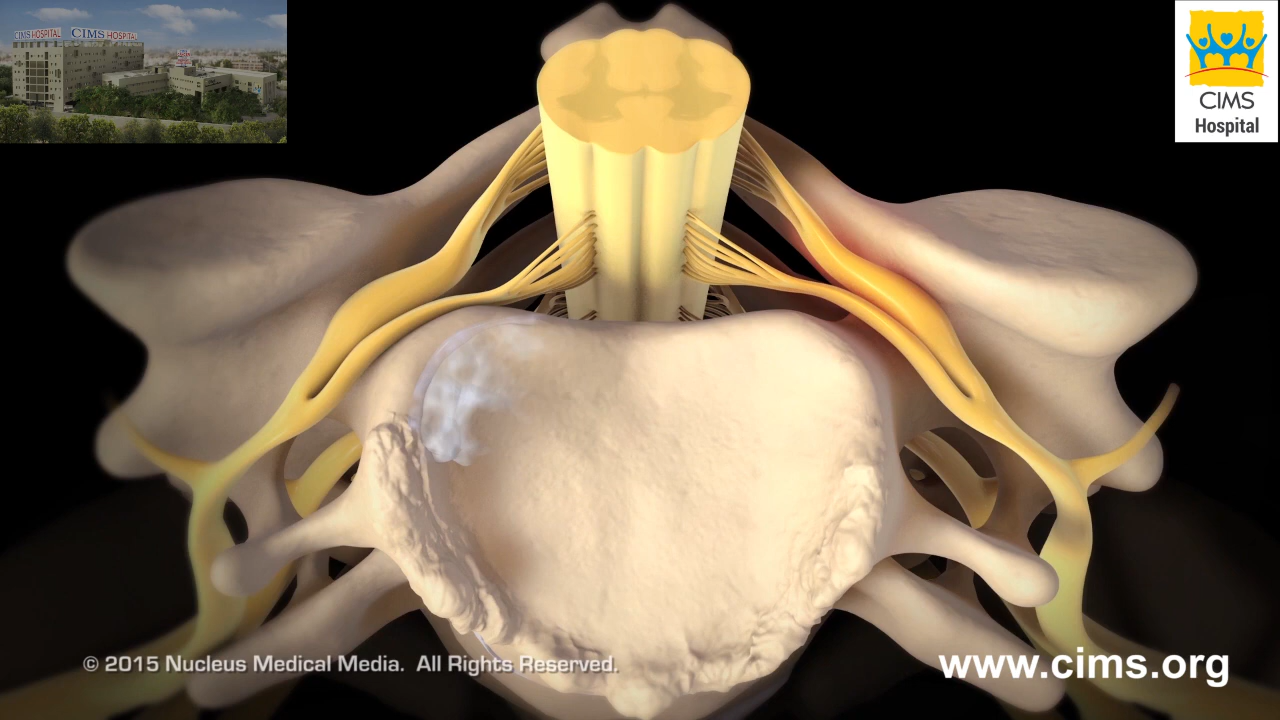 CIMS HOSPITAL CIMS HOSPITAL
CIMS
Hospital
© 2015 Nucleus Medical Media. All Rights Reserved.
www.cims.org